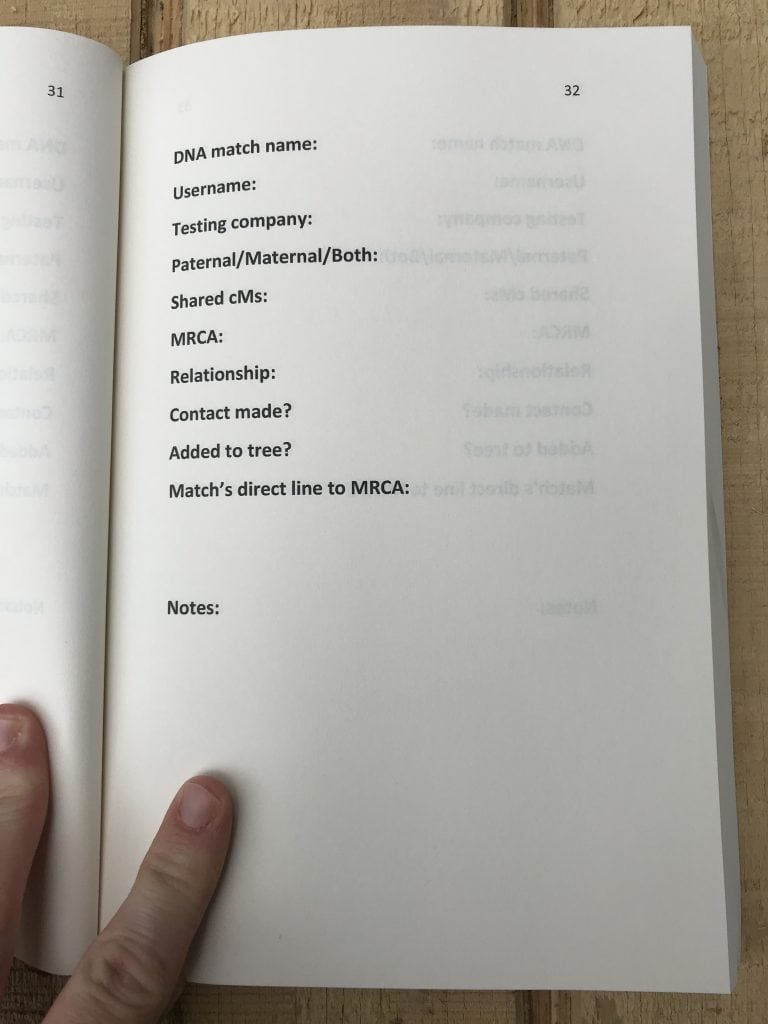 31
32
DNA match name:
Username:
Testing company:
Paternal/Maternal/Both:
Shared cMs:
MRCA:
Relationship:
Contact made?
Added to tree?
Match’s direct line to MRCA:
Notes: